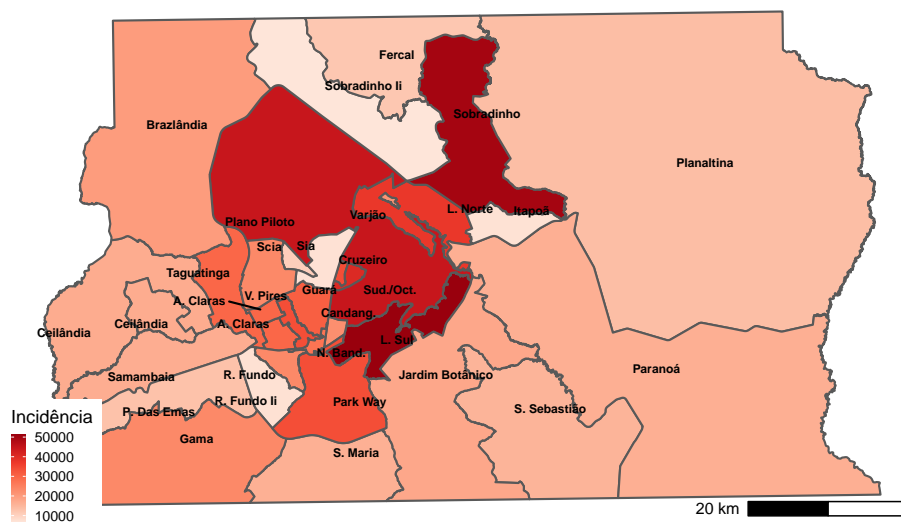 Fercal
Sobradinho Ii
Sobradinho
Brazlândia
Planaltina
L. Norte
Itapoã
Varjão
Plano Piloto
Scia
Sia
Cruzeiro
Taguatinga
Guará
Sud./Oct.
A. Claras
V. Pires
Candang.
Ceilândia
Ceilândia
A. Claras
L. Sul
N. Band.
Samambaia
R. Fundo
Jardim Botânico
Paranoá
R. Fundo Ii
Park Way
P. Das Emas
S. Sebastião
Gama
S. Maria
Incidência
50000
40000
30000
20000
10000
20 km